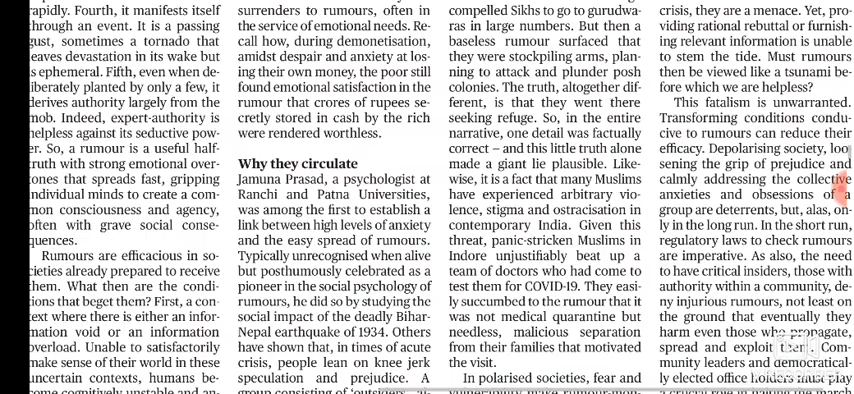 rapidly. Fourth, it manifests itself
through an event. It is a passing
gust, sometimes a tornado that
leaves devastation in its wake but
is ephemeral. Fifth, even when de-
liberately planted by only a few, it
derives authority largely from the
mob. Indeed, expert-authority is
helpless against its seductive pow-
er. So, a rumour is a useful half-
truth with strong emotional over-
tones that spreads fast, gripping
individual minds to create a com-
mon consciousness and agency,
often with grave social conse-
quences.
Rumours are efficacious in so-
cieties already prepared to receive
them. What then are the condi-
tions that beget them? First, a con-
text where there is either an infor-
mation void or an information
overload. Unable to satisfactorily
make sense of their world in these
uncertain contexts, humans be-
come cognitively unstable and an-
surrenders to rumours, often in
the service of emotional needs. Re-
call how, during demonetisation,
amidst despair and anxiety at los-
ing their own money, the poor still
found emotional satisfaction in the
rumour that crores of rupees se-
cretly stored in cash by the rich
were rendered worthless.
Why they circulate
Jamuna Prasad, a psychologist at
Ranchi and Patna Universities,
was among the first to establish a
link between high levels of anxiety
and the easy spread of rumours.
Typically unrecognised when alive
but posthumously celebrated as a
pioneer in the social psychology of
rumours, he did so by studying the
social impact of the deadly Bihar-
Nepal earthquake of 1934. Others
have shown that, in times of acute
crisis, people lean on knee jerk
speculation and prejudice. A
group consisting of 'outsiders', al-
compelled Sikhs to go to gurudwa-
ras in large numbers. But then a
baseless rumour surfaced that
they were stockpiling arms, plan-
ning to attack and plunder posh
colonies. The truth, altogether dif-
ferent, is that they went there
seeking refuge. So, in the entire
narrative, one detail was factually
correct – and this little truth alone
made a giant lie plausible. Like-
wise, it is a fact that many Muslims
have experienced arbitrary vio-
lence, stigma and ostracisation in
contemporary India. Given this
threat, panic-stricken Muslims in
Indore unjustifiably beat up a
team of doctors who had come to
test them for COVID-19. They easi-
ly succumbed to the rumour that it
was not medical quarantine but
needless, malicious separation
from their families that motivated
the visit.
In polarised societies, fear and
vulnerability make rumour-mon-
crisis, they are a menace. Yet, pro-
viding rational rebuttal or furnish-
ing relevant information is unable
to stem the tide. Must rumours
then be viewed like a tsunami be-
fore which we are helpless?
This fatalism is unwarranted.
Transforming conditions condu-
cive to rumours can reduce their
efficacy. Depolarising society, loo
sening the grip of prejudice and
calmly addressing the collective
anxieties and obsessions of a
group are deterrents, but, alas, on-
ly in the long run. In the short run,
regulatory laws to check rumours
are imperative. As also, the need
to have critical insiders, those with
authority within a community, de-
ny injurious rumours, not least on
the ground that eventually they
harm even those who propagate,
spread and exploit them. Com-
munity leaders and democratical-
ly elected office holders must play
a crucial role in halting the march